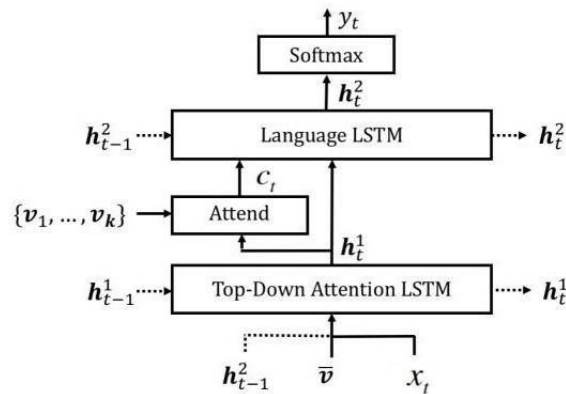 y_t
Softmax
h_t^2
h_{t-1}^2 Language LSTM h_t^2
c_t
{v_1, …, v_k} Attend
h_t^1
h_{t-1}^1 Top-Down Attention LSTM h_t^1
h_{t-1}^2 v̅ x_t